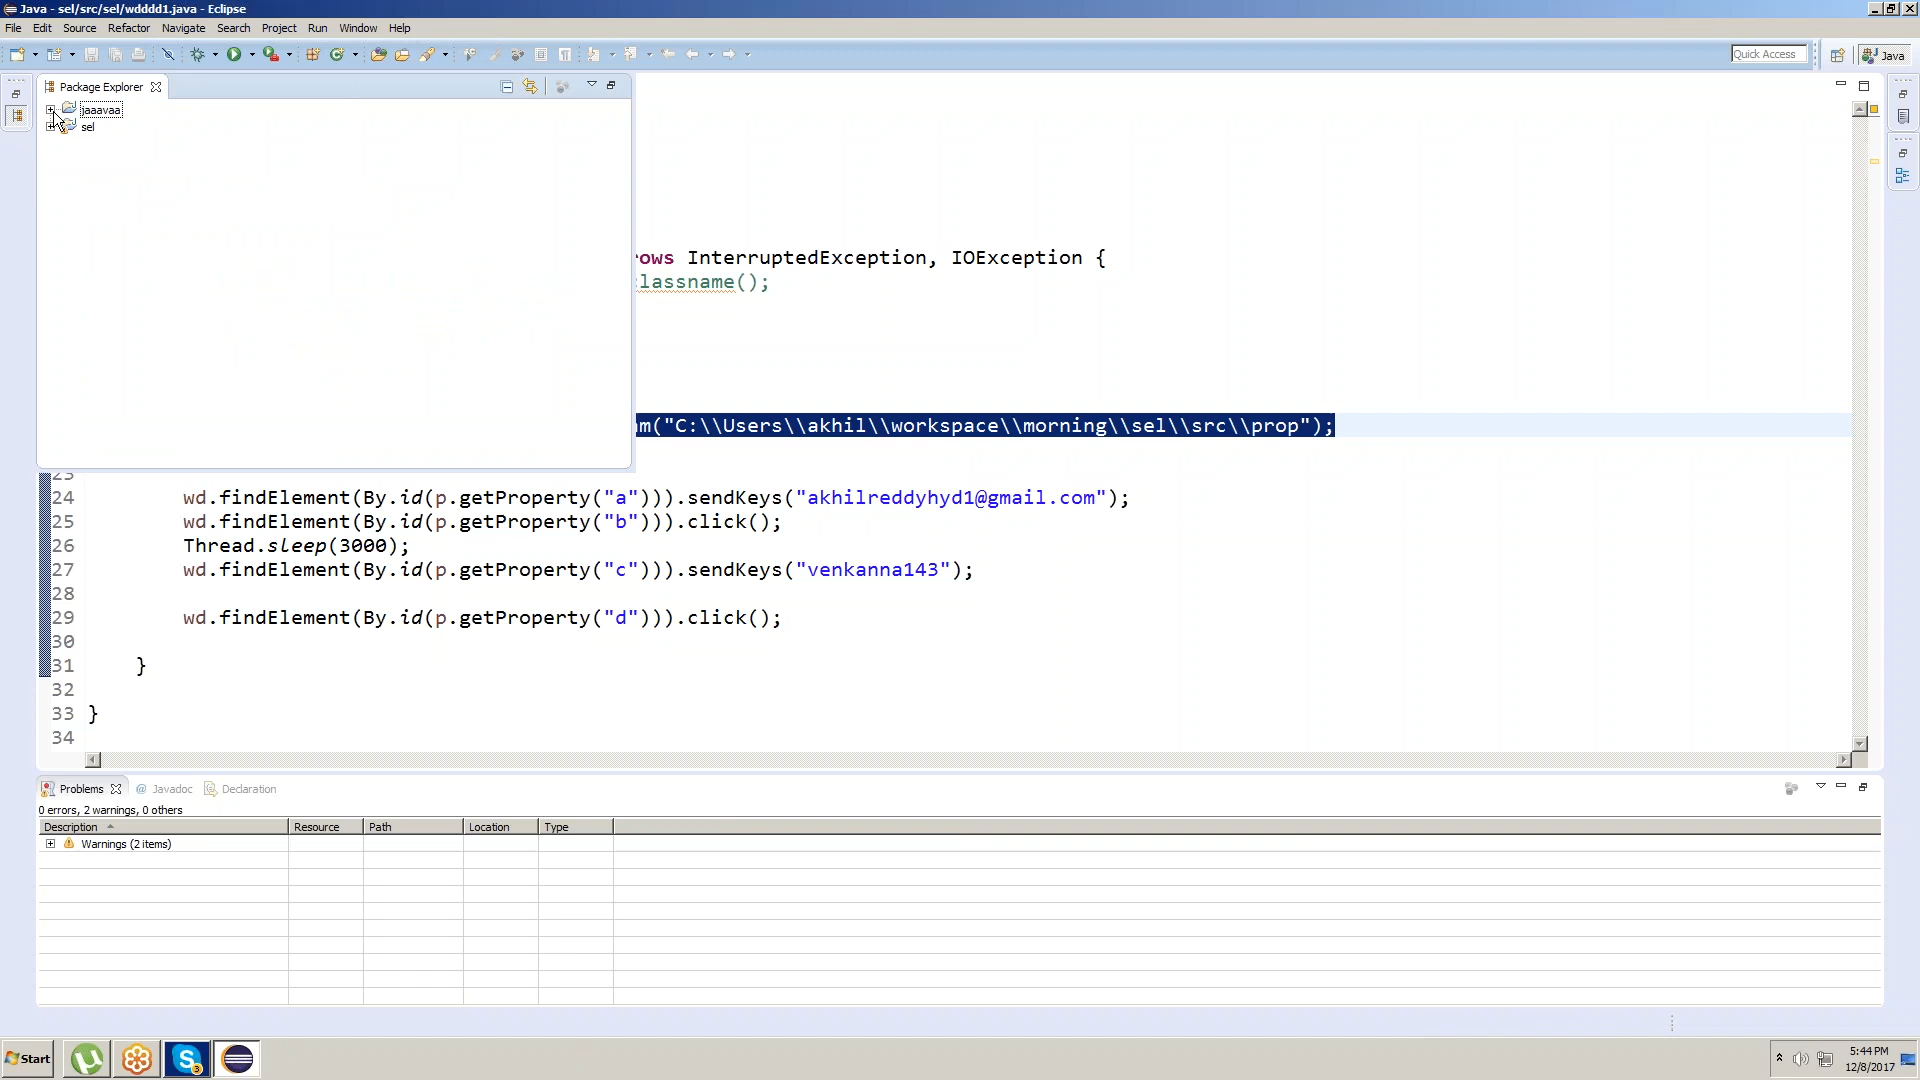 Java - sel/src/sel/wdddd1.java - Eclipse
File Edit Source Refactor Navigate Search Project Run Window Help
Quick Access
Java
Package Explorer
jaaavaa
sel
rows InterruptedException, IOException {
lassname();
am("C:\\Users\\akhil\\workspace\\morning\\sel\\src\\prop");
23
24 wd.findElement(By.id(p.getProperty("a"))).sendKeys("akhilreddyhyd1@gmail.com");
25 wd.findElement(By.id(p.getProperty("b"))).click();
26 Thread.sleep(3000);
27 wd.findElement(By.id(p.getProperty("c"))).sendKeys("venkanna143");
28
29 wd.findElement(By.id(p.getProperty("d"))).click();
30
31 }
32
33 }
34
Problems @ Javadoc Declaration
0 errors, 2 warnings, 0 others
Description Resource Path Location Type
Warnings (2 items)
Start
5:44 PM
12/8/2017